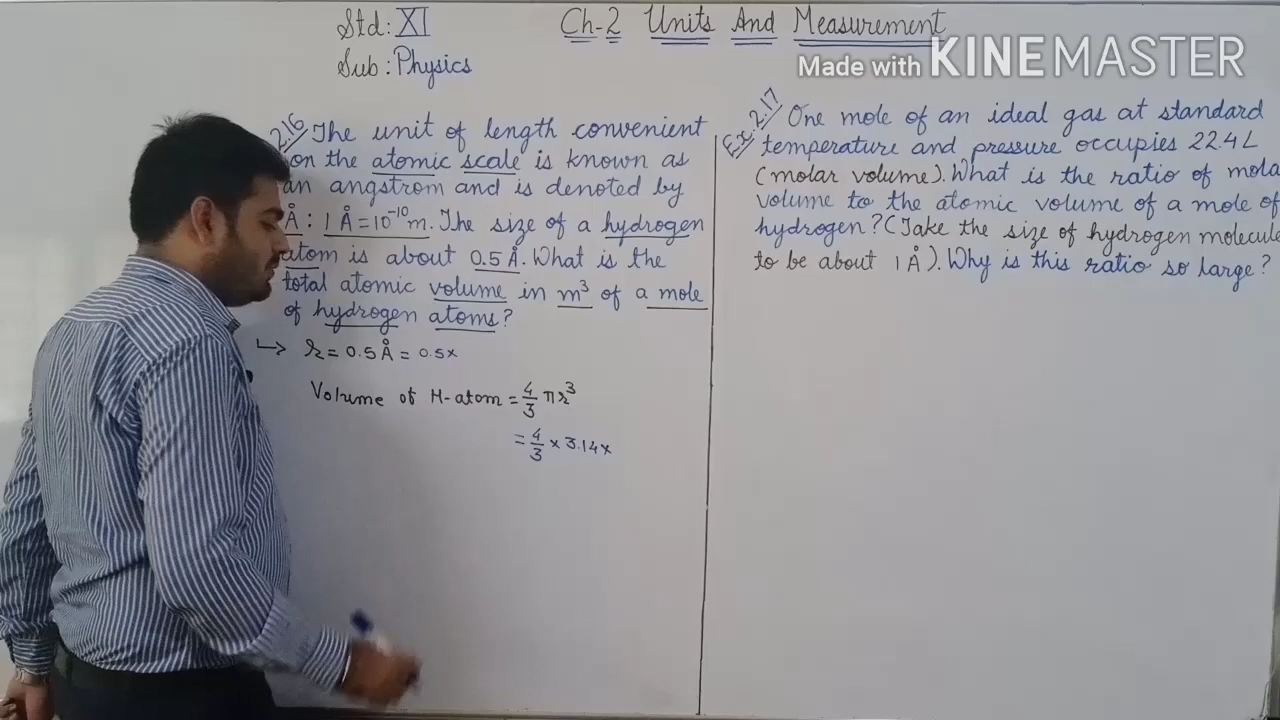 Std: XI
Sub: Physics
Ch-2 Units And Measurement
Made with KINEMASTER
2.16 The unit of length convenient
on the atomic scale is known as
an angstrom and is denoted by
Å : 1 Å = 10⁻¹⁰ m. The size of a hydrogen
atom is about 0.5 Å. What is the
total atomic volume in m³ of a mole
of hydrogen atoms?
↳ r = 0.5 Å = 0.5 ×
Volume of H-atom = 4/3 πr³
= 4/3 × 3.14 ×
Ex. 2.17 One mole of an ideal gas at standard
temperature and pressure occupies 22.4 L
(molar volume). What is the ratio of mola
volume to the atomic volume of a mole of
hydrogen? (Take the size of hydrogen molecule
to be about 1 Å). Why is this ratio so large?